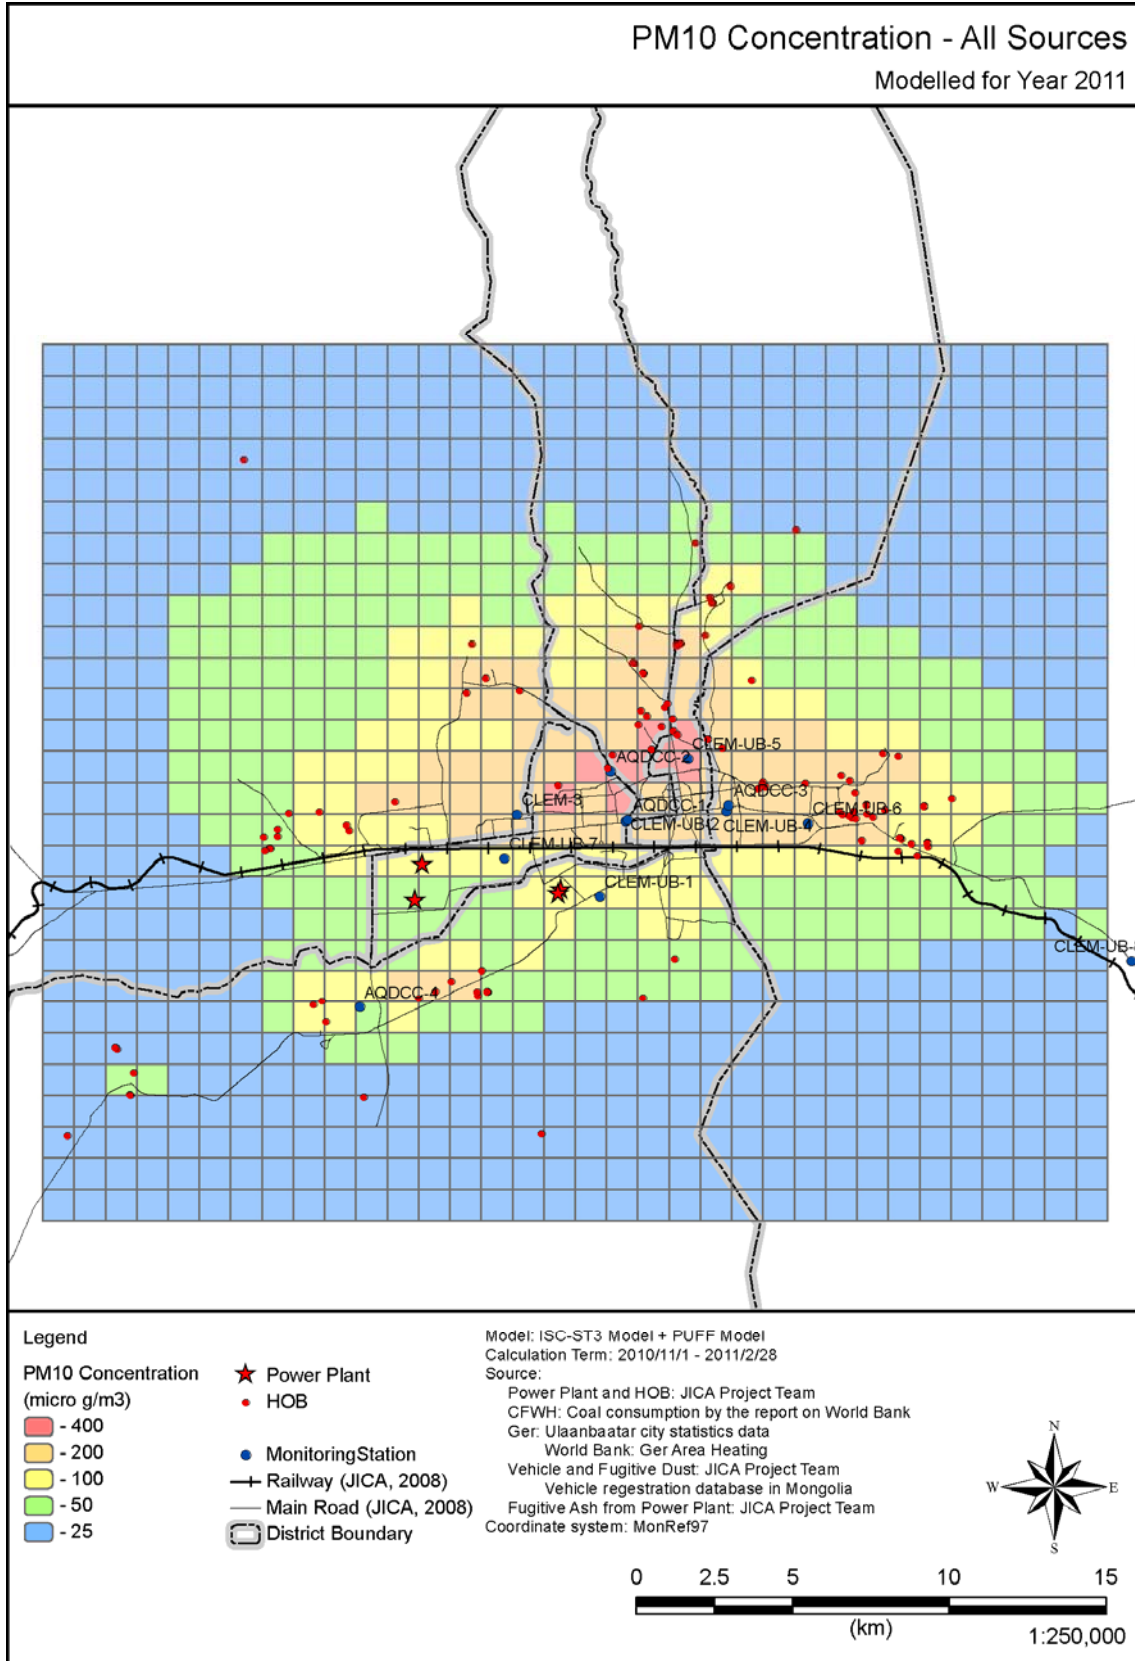 PM10 Concentration - All Sources
Modelled for Year 2011
CLEM-UB-5
AQDCC-2
AQDCC-3
CLEM-3
AQDCC-1
CLEM-UB-6
CLEM-UB-2
CLEM-UB-4
CLEM-UB-7
CLEM-UB-1
CLEM-UB-
AQDCC-4
Legend
PM10 Concentration
(micro g/m3)
- 400
- 200
- 100
- 50
- 25
Power Plant
HOB
MonitoringStation
Railway (JICA, 2008)
Main Road (JICA, 2008)
District Boundary
Model: ISC-ST3 Model + PUFF Model
Calculation Term: 2010/11/1 - 2011/2/28
Source:
Power Plant and HOB: JICA Project Team
CFWH: Coal consumption by the report on World Bank
Ger: Ulaanbaatar city statistics data
World Bank: Ger Area Heating
Vehicle and Fugitive Dust: JICA Project Team
Vehicle regestration database in Mongolia
Fugitive Ash from Power Plant: JICA Project Team
Coordinate system: MonRef97
N
W
E
S
0 2.5 5 10 15
(km)
1:250,000